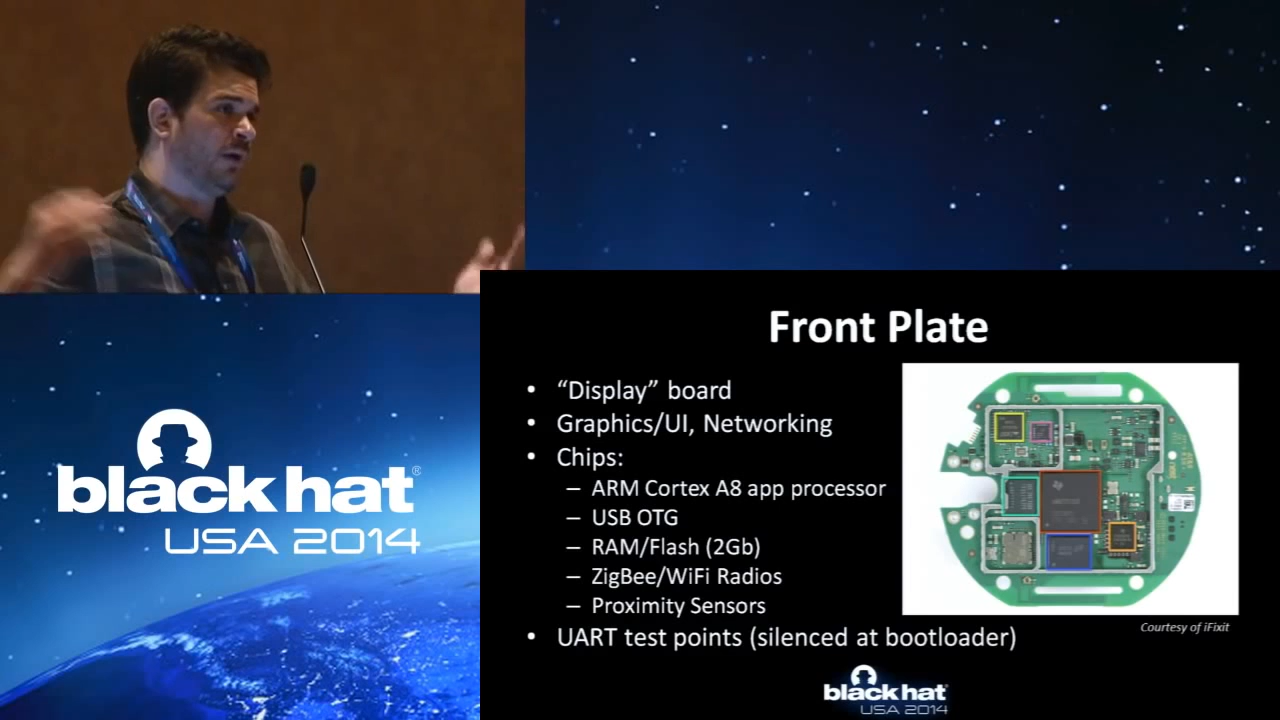 black hat®
USA 2014
Front Plate
• “Display” board
• Graphics/UI, Networking
• Chips:
– ARM Cortex A8 app processor
– USB OTG
– RAM/Flash (2Gb)
– ZigBee/WiFi Radios
– Proximity Sensors
• UART test points (silenced at bootloader)
Courtesy of iFixit
black hat
USA 2014